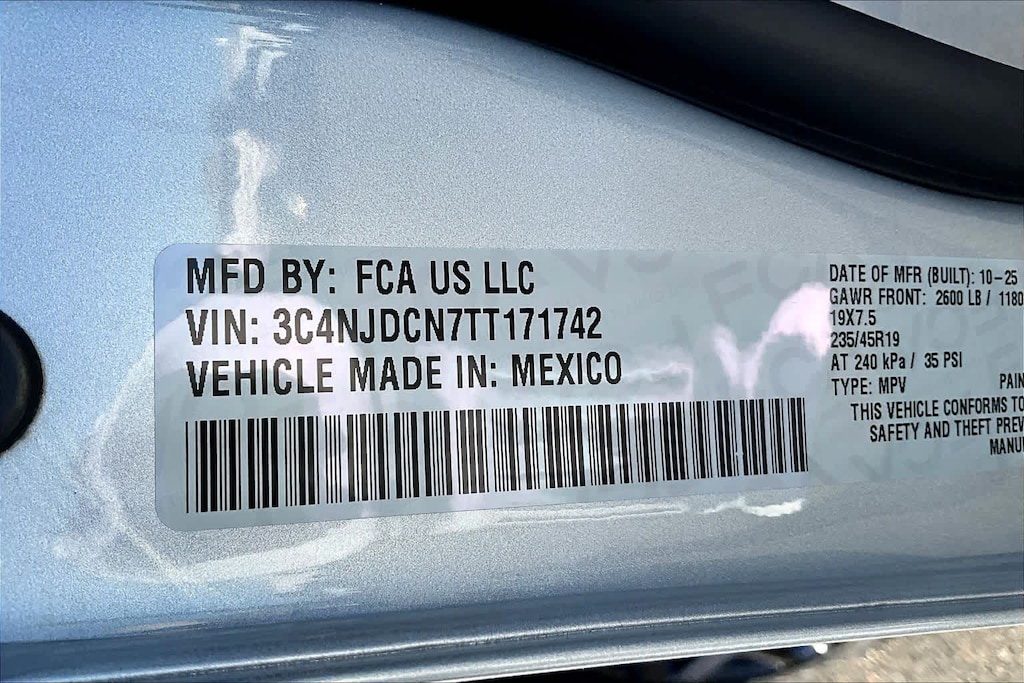 MFD BY: FCA US LLC
VIN: 3C4NJDCN7TT171742
VEHICLE MADE IN: MEXICO
DATE OF MFR (BUILT): 10-25
GAWR FRONT: 2600 LB / 1180
19X7.5
235/45R19
AT 240 kPa / 35 PSI
TYPE: MPV
THIS VEHICLE CONFORMS TO
SAFETY AND THEFT